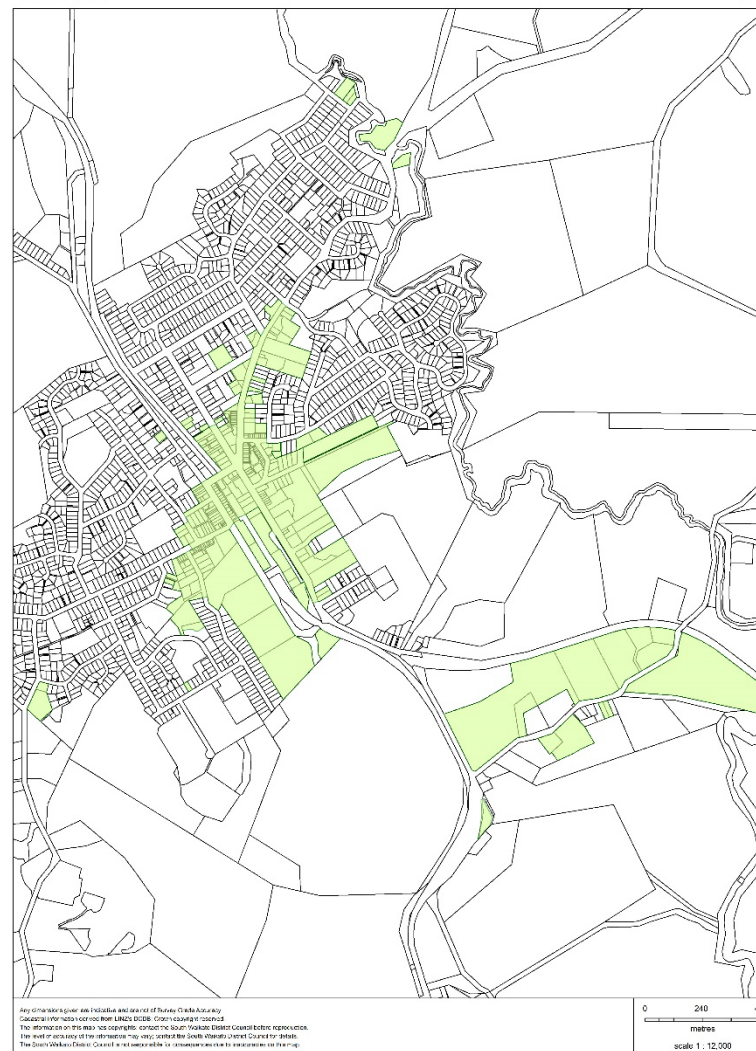 Any dimensions given are indicative and are not of Survey Grade Accuracy.
Cadastral information derived from LINZ's DCDB. Crown copyright reserved.
The information on this map has copyrights: contact the South Waikato District Council before reproduction.
The level of accuracy of the information may vary; contact the South Waikato District Council for details.
The South Waikato District Council is not responsible for consequences due to inaccuracies on this map.
0 240
metres
scale 1 : 12,000